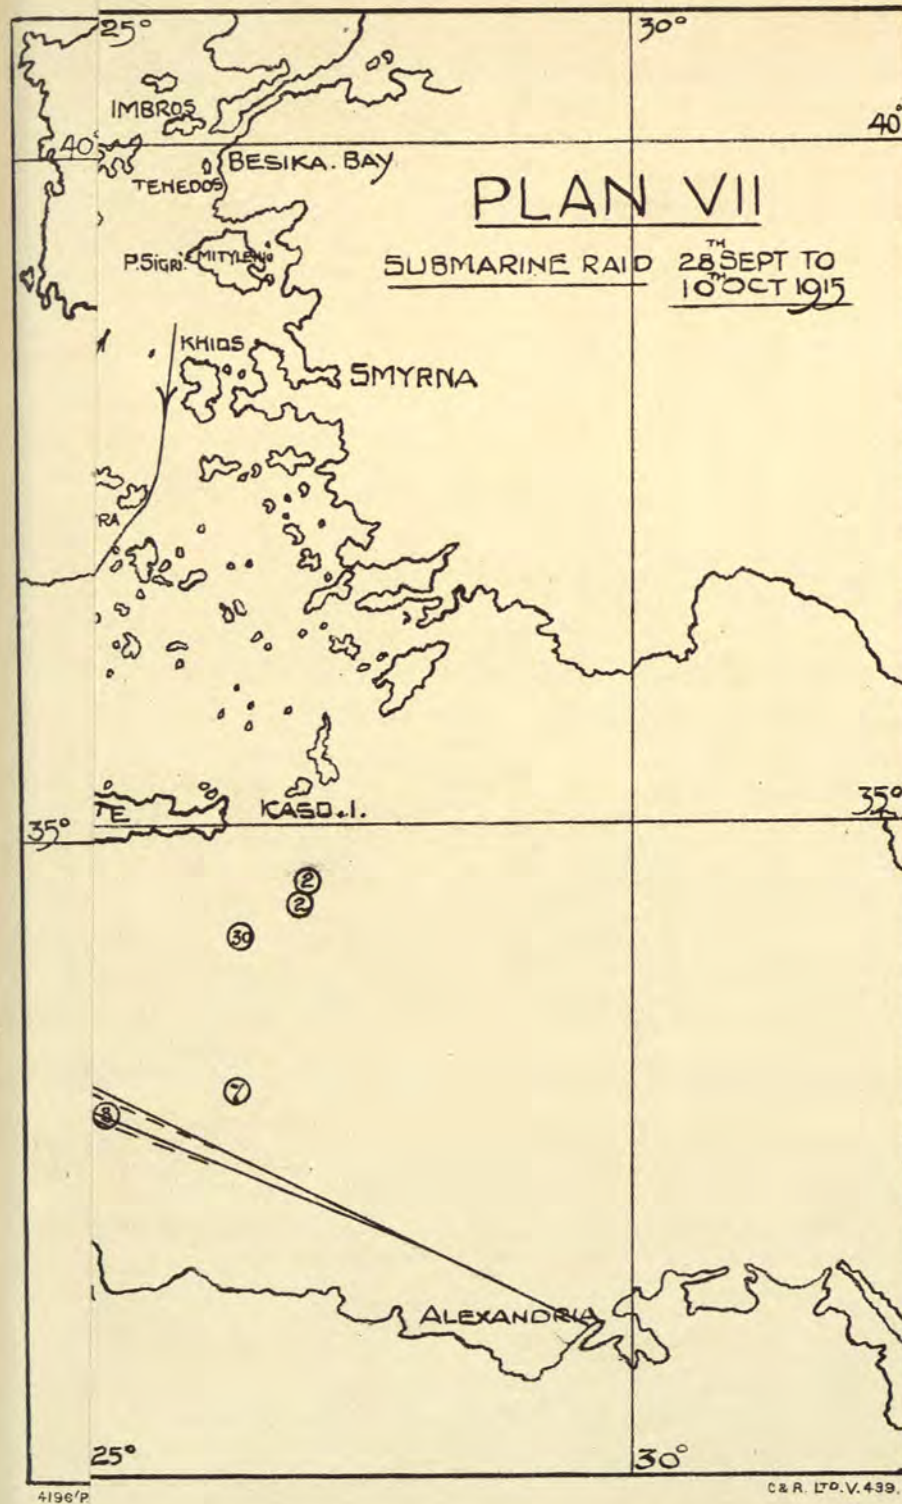 25°
30°
IMBROS
40°
40°
BESIKA. BAY
TENEDOS
PLAN VII
P. SIGRI.
MITYLENI
SUBMARINE RAID
28TH SEPT TO
10TH OCT 1915
KHIOS
SMYRNA
RA
TE
KASO. I.
35°
35°
2
2
30
7
8
ALEXANDRIA
25°
30°
4196/P
C & R. LTD. V. 439.